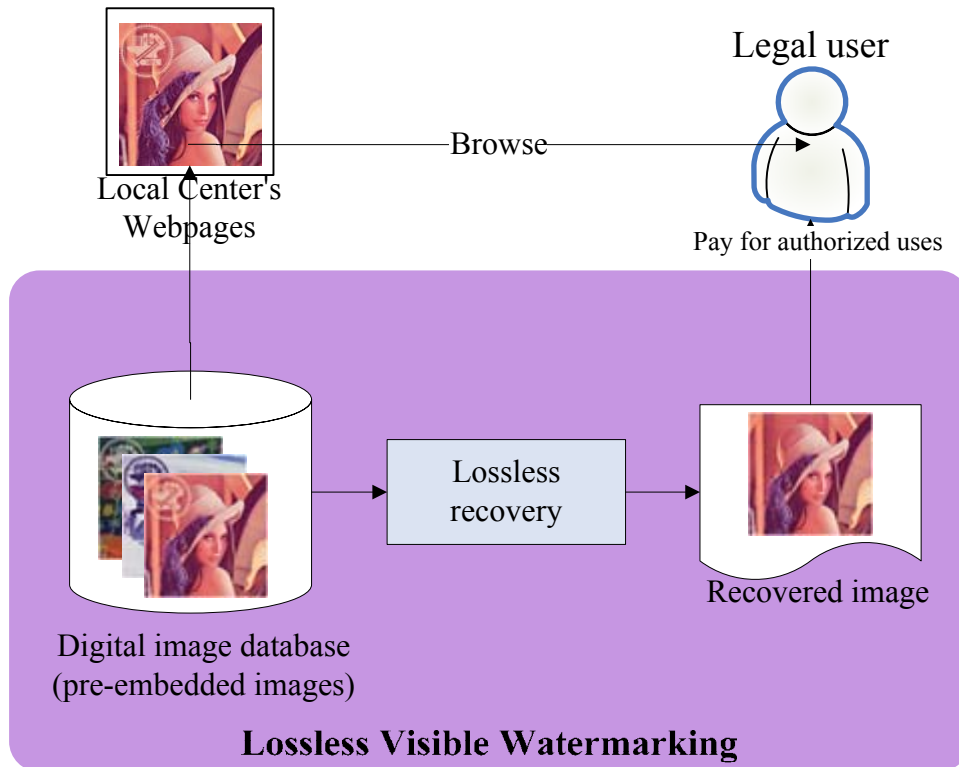 Legal user
Browse
Local Center's
Webpages
Pay for authorized uses
Lossless
recovery
Recovered image
Digital image database
(pre-embedded images)
Lossless Visible Watermarking